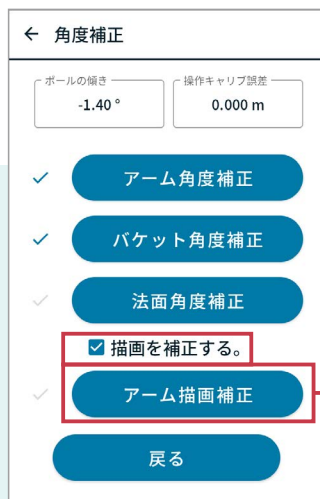 ← 角度補正
ポールの傾き
-1.40 °
操作キャリブ誤差
0.000 m
アーム角度補正
バケット角度補正
法面角度補正
描画を補正する。
アーム描画補正
戻る